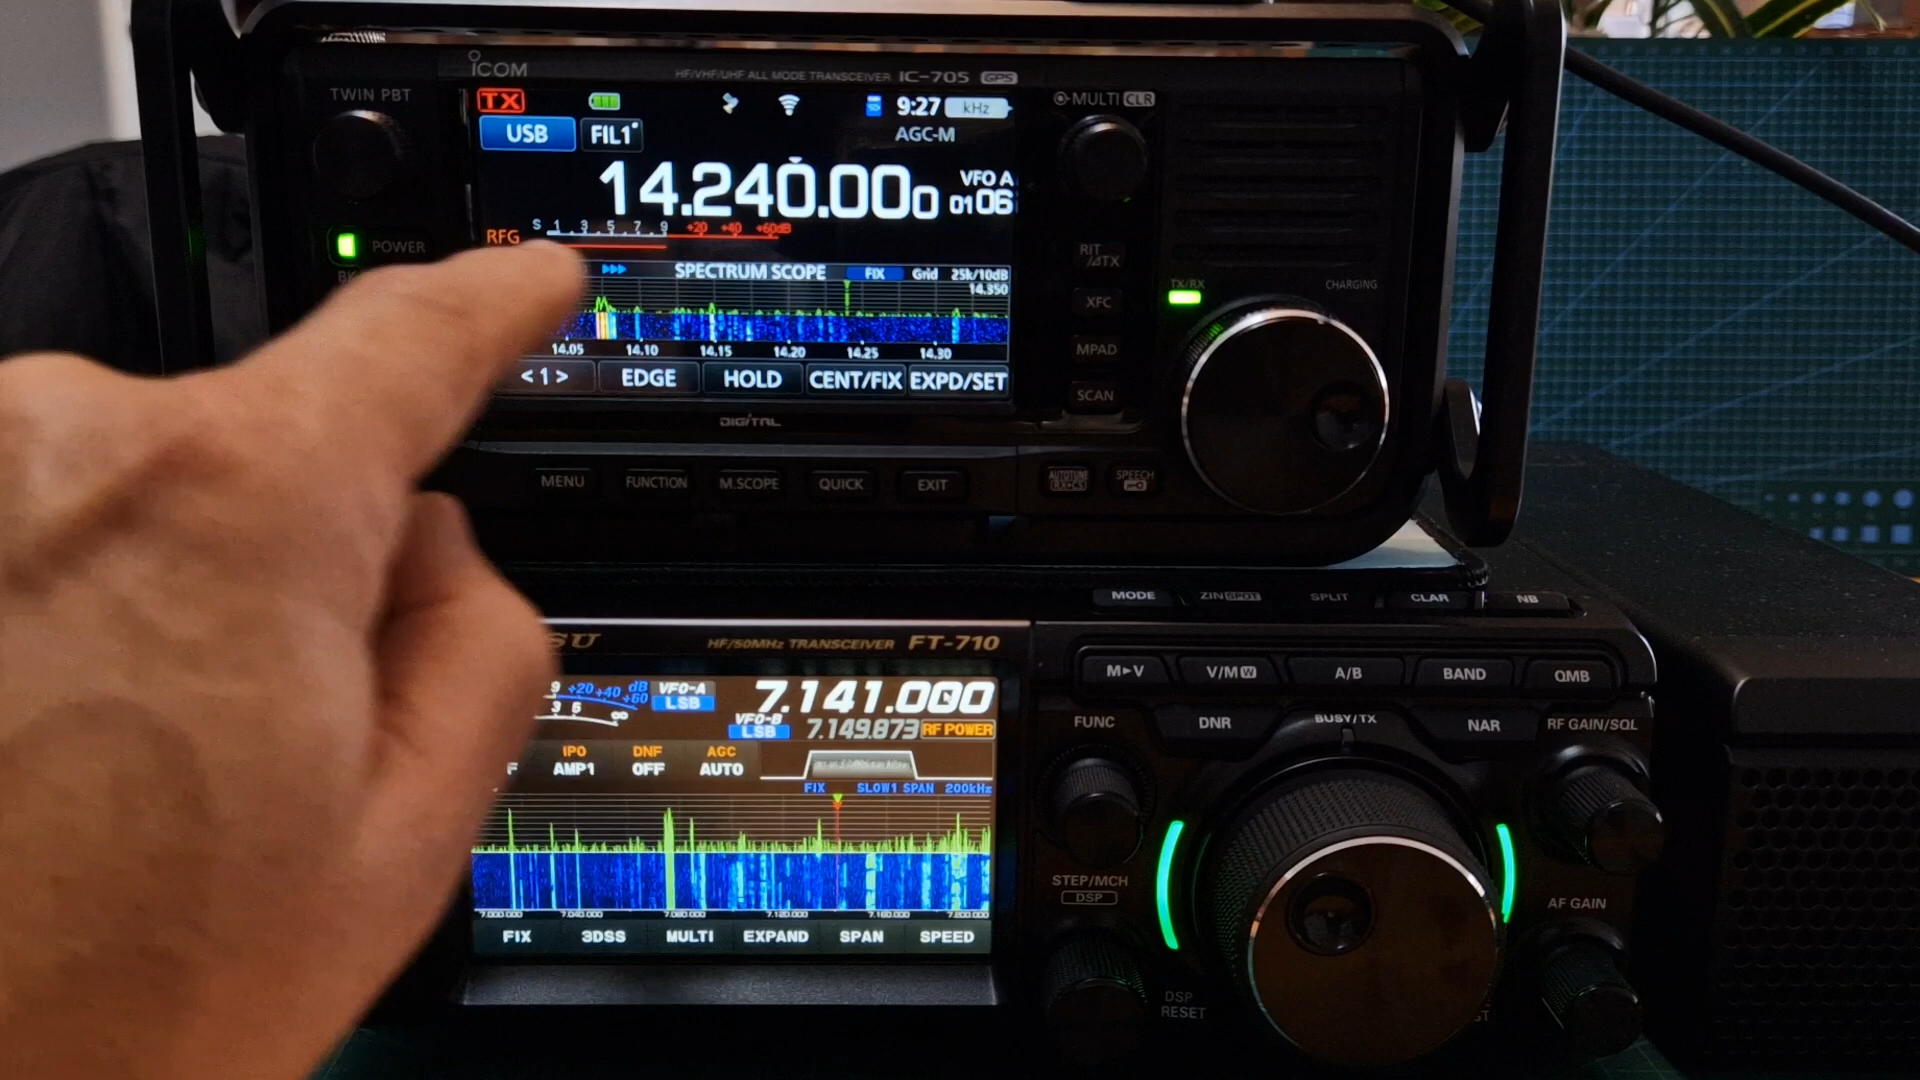 ICOM
HF/VHF/UHF ALL MODE TRANSCEIVER IC-705 GPS
TWIN PBT
TX 9:27 kHz
MULTI CLR
USB FIL1 AGC-M
14.240.000
VFO A
01 06
POWER
RFG
S 1 3 5 7 9 +20 +40 +60dB
RIT
/ΔTX
SPECTRUM SCOPE FIX Grid 25k/10dB
14.350
TX/RX
CHARGING
XFC
14.05 14.10 14.15 14.20 14.25 14.30
MPAD
<1> EDGE HOLD CENT/FIX EXPD/SET
SCAN
DIGITAL
MENU FUNCTION M.SCOPE QUICK EXIT
AUTOTUNE
RX→CS
SPEECH
MODE ZIN SPOT SPLIT CLAR NB
SU HF/50MHz TRANSCEIVER FT-710
M►V V/M W A/B BAND QMB
9 +20 +40 +60 dB
3 5 ∞
VFO-A
LSB
7.141.000
VFO-B
LSB
7.149.873
RF POWER
FUNC DNR BUSY/TX NAR RF GAIN/SQL
IPO DNF AGC
F AMP1 OFF AUTO
FIX SLOW1 SPAN 200kHz
STEP/MCH
DSP
AF GAIN
7.000.000 7.040.000 7.080.000 7.120.000 7.160.000 7.200.000
FIX 3DSS MULTI EXPAND SPAN SPEED
DSP
RESET